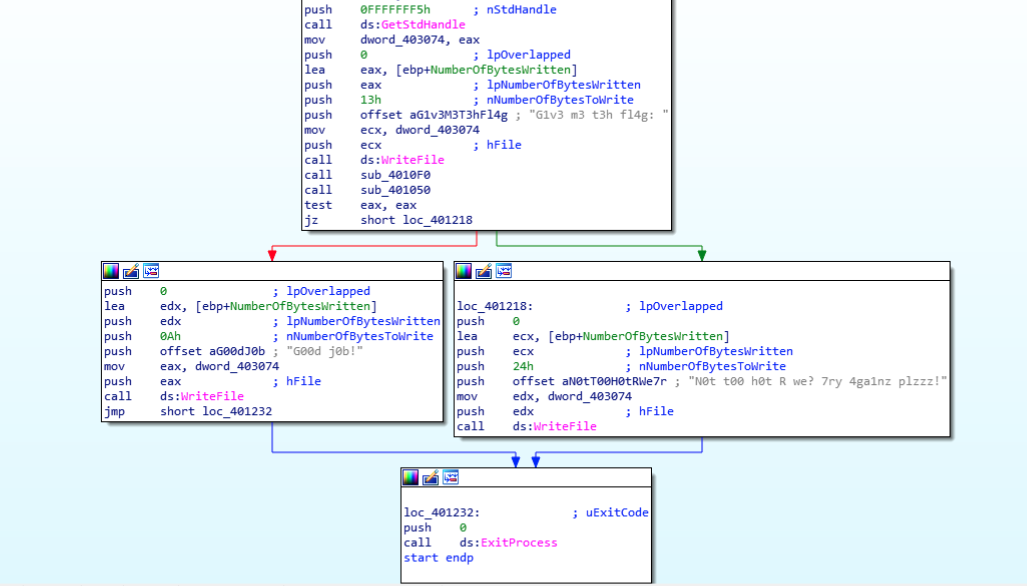 push 0FFFFFFF5h ; nStdHandle
call ds:GetStdHandle
mov dword_403074, eax
push 0 ; lpOverlapped
lea eax, [ebp+NumberOfBytesWritten]
push eax ; lpNumberOfBytesWritten
push 13h ; nNumberOfBytesToWrite
push offset aG1v3M3T3hFl4g ; "G1v3 m3 t3h fl4g: "
mov ecx, dword_403074
push ecx ; hFile
call ds:WriteFile
call sub_4010F0
call sub_401050
test eax, eax
jz short loc_401218
push 0 ; lpOverlapped
lea edx, [ebp+NumberOfBytesWritten]
push edx ; lpNumberOfBytesWritten
push 0Ah ; nNumberOfBytesToWrite
push offset aG00dJ0b ; "G00d j0b!"
mov eax, dword_403074
push eax ; hFile
call ds:WriteFile
jmp short loc_401232
loc_401218: ; lpOverlapped
push 0
lea ecx, [ebp+NumberOfBytesWritten]
push ecx ; lpNumberOfBytesWritten
push 24h ; nNumberOfBytesToWrite
push offset aN0tT00H0tRWe7r ; "N0t t00 h0t R we? 7ry 4ga1nz plzzz!"
mov edx, dword_403074
push edx ; hFile
call ds:WriteFile
loc_401232: ; uExitCode
push 0
call ds:ExitProcess
start endp